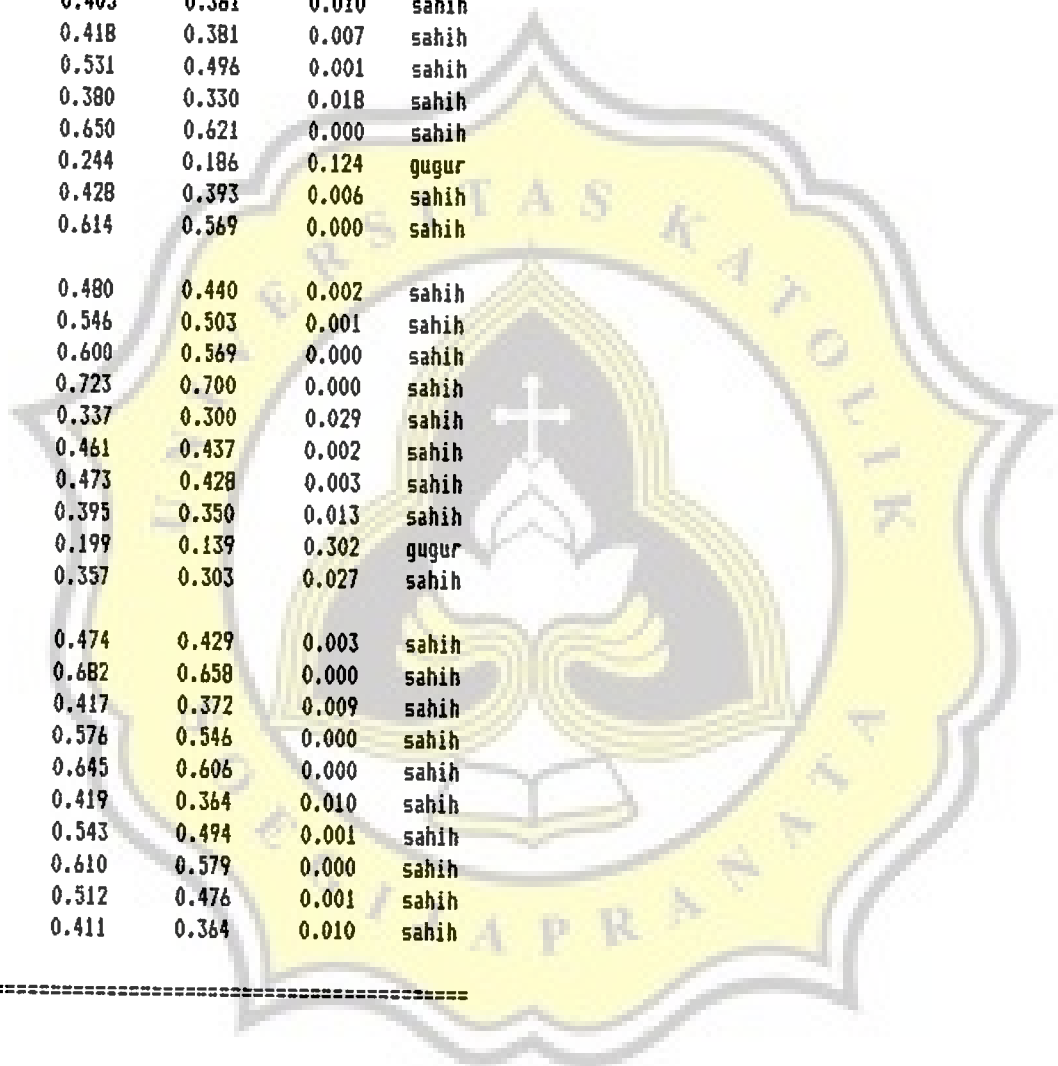 0.381 0.010 sahih
0.418 0.381 0.007 sahih
0.531 0.496 0.001 sahih
0.380 0.330 0.018 sahih
0.650 0.621 0.000 sahih
0.244 0.186 0.124 gugur
0.428 0.393 0.006 sahih
0.614 0.569 0.000 sahih
0.480 0.440 0.002 sahih
0.546 0.503 0.001 sahih
0.600 0.569 0.000 sahih
0.723 0.700 0.000 sahih
0.337 0.300 0.029 sahih
0.461 0.437 0.002 sahih
0.473 0.428 0.003 sahih
0.395 0.350 0.013 sahih
0.199 0.139 0.302 gugur
0.357 0.303 0.027 sahih
0.474 0.429 0.003 sahih
0.682 0.658 0.000 sahih
0.417 0.372 0.009 sahih
0.576 0.546 0.000 sahih
0.645 0.606 0.000 sahih
0.419 0.364 0.010 sahih
0.543 0.494 0.001 sahih
0.610 0.579 0.000 sahih
0.512 0.476 0.001 sahih
0.411 0.364 0.010 sahih
KATOLIK